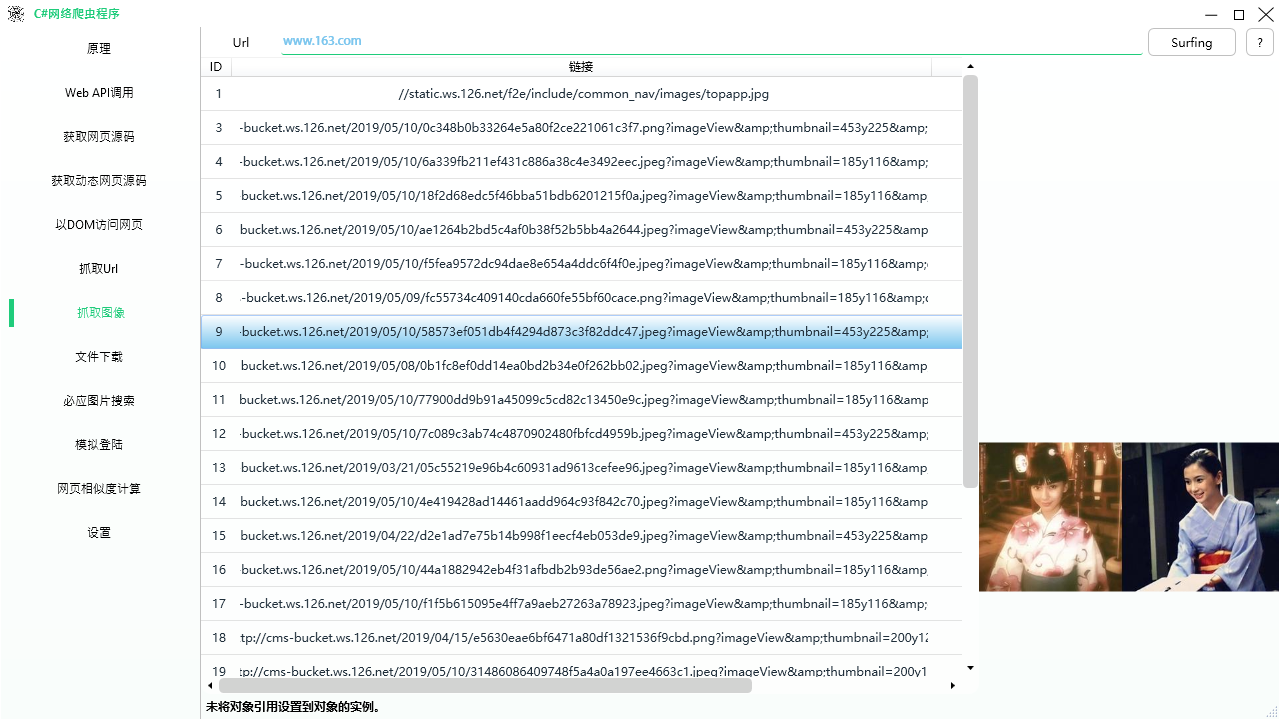 C#网络爬虫程序
原理
Web API调用
获取网页源码
获取动态网页源码
以DOM访问网页
抓取Url
抓取图像
文件下载
必应图片搜索
模拟登陆
网页相似度计算
设置
Url
www.163.com
Surfing
?
ID 链接
1 //static.ws.126.net/f2e/include/common_nav/images/topapp.jpg
3 -bucket.ws.126.net/2019/05/10/0c348b0b33264e5a80f2ce221061c3f7.png?imageView&amp;thumbnail=453y225&amp;
4 -bucket.ws.126.net/2019/05/10/6a339fb211ef431c886a38c4e3492eec.jpeg?imageView&amp;thumbnail=185y116&amp;
5 bucket.ws.126.net/2019/05/10/18f2d68edc5f46bba51bdb6201215f0a.jpeg?imageView&amp;thumbnail=185y116&amp
6 bucket.ws.126.net/2019/05/10/ae1264b2bd5c4af0b38f52b5bb4a2644.jpeg?imageView&amp;thumbnail=453y225&amp
7 -bucket.ws.126.net/2019/05/10/f5fea9572dc94dae8e654a4ddc6f4f0e.jpeg?imageView&amp;thumbnail=185y116&amp;
8 -bucket.ws.126.net/2019/05/09/fc55734c409140cda660fe55bf60cace.png?imageView&amp;thumbnail=185y116&amp;
9 -bucket.ws.126.net/2019/05/10/58573ef051db4f4294d873c3f82ddc47.jpeg?imageView&amp;thumbnail=453y225&amp;
10 bucket.ws.126.net/2019/05/08/0b1fc8ef0dd14ea0bd2b34e0f262bb02.jpeg?imageView&amp;thumbnail=185y116&amp
11 bucket.ws.126.net/2019/05/10/77900dd9b91a45099c5cd82c13450e9c.jpeg?imageView&amp;thumbnail=185y116&amp
12 -bucket.ws.126.net/2019/05/10/7c089c3ab74c4870902480fbfcd4959b.jpeg?imageView&amp;thumbnail=453y225&amp;
13 bucket.ws.126.net/2019/03/21/05c55219e96b4c60931ad9613cefee96.jpeg?imageView&amp;thumbnail=185y116&amp
14 bucket.ws.126.net/2019/05/10/4e419428ad14461aadd964c93f842c70.jpeg?imageView&amp;thumbnail=185y116&amp
15 bucket.ws.126.net/2019/04/22/d2e1ad7e75b14b998f1eecf4eb053de9.jpeg?imageView&amp;thumbnail=453y225&amp
16 bucket.ws.126.net/2019/05/10/44a1882942eb4f31afbdb2b93de56ae2.png?imageView&amp;thumbnail=185y116&amp;
17 -bucket.ws.126.net/2019/05/10/f1f5b615095e4ff7a9aeb27263a78923.jpeg?imageView&amp;thumbnail=185y116&amp;
18 tp://cms-bucket.ws.126.net/2019/04/15/e5630eae6bf6471a80df1321536f9cbd.png?imageView&amp;thumbnail=200y12
19 tp://cms-bucket.ws.126.net/2019/05/10/31486086409748f5a4a0a197ee4663c1.jpeg?imageView&amp;thumbnail=200y1
未将对象引用设置到对象的实例。